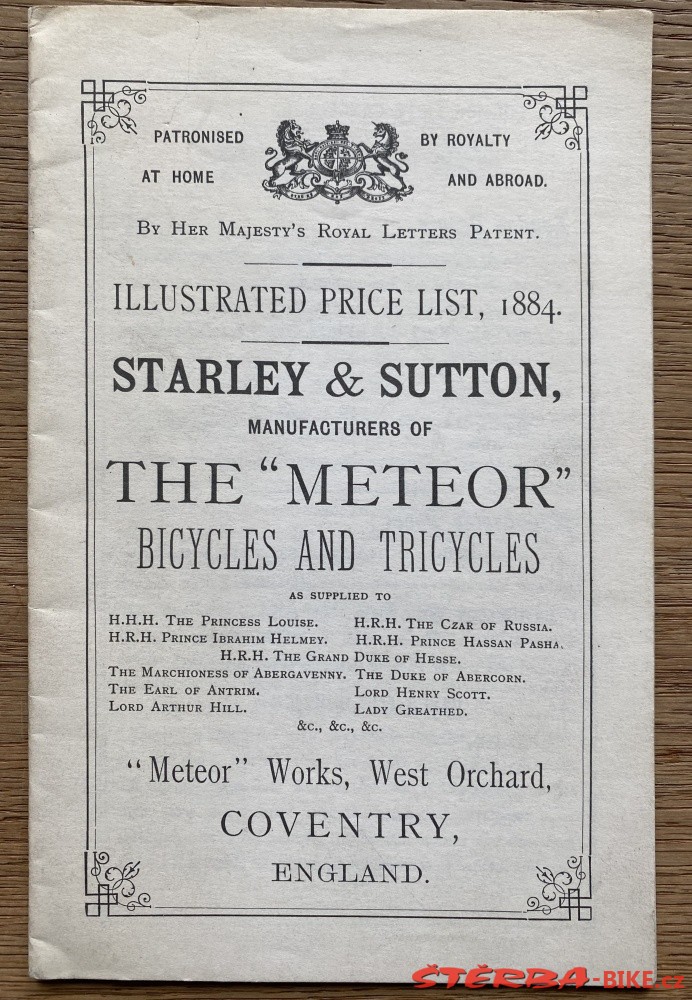 PATRONISED BY ROYALTY
AT HOME AND ABROAD.
BY HER MAJESTY'S ROYAL LETTERS PATENT.
ILLUSTRATED PRICE LIST, 1884.
STARLEY & SUTTON,
MANUFACTURERS OF
THE "METEOR"
BICYCLES AND TRICYCLES
AS SUPPLIED TO
H.H.H. THE PRINCESS LOUISE. H.R.H. THE CZAR OF RUSSIA.
H.R.H. PRINCE IBRAHIM HELMEY. H.R.H. PRINCE HASSAN PASHA.
H.R.H. THE GRAND DUKE OF HESSE.
THE MARCHIONESS OF ABERGAVENNY. THE DUKE OF ABERCORN.
THE EARL OF ANTRIM. LORD HENRY SCOTT.
LORD ARTHUR HILL. LADY GREATHED.
&c., &c., &c.
"Meteor" Works, West Orchard,
COVENTRY,
ENGLAND.
ŠTĚRBA-BIKE.cz